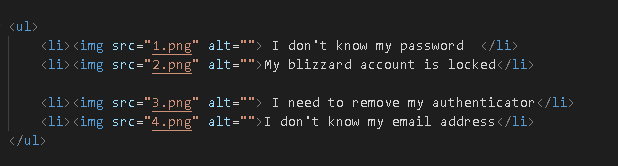 <ul>
<li><img src="1.png" alt=""> I don't know my password  </li>
<li><img src="2.png" alt="">My blizzard account is locked</li>
<li><img src="3.png" alt=""> I need to remove my authenticator</li>
<li><img src="4.png" alt="">I don't know my email address</li>
</ul>